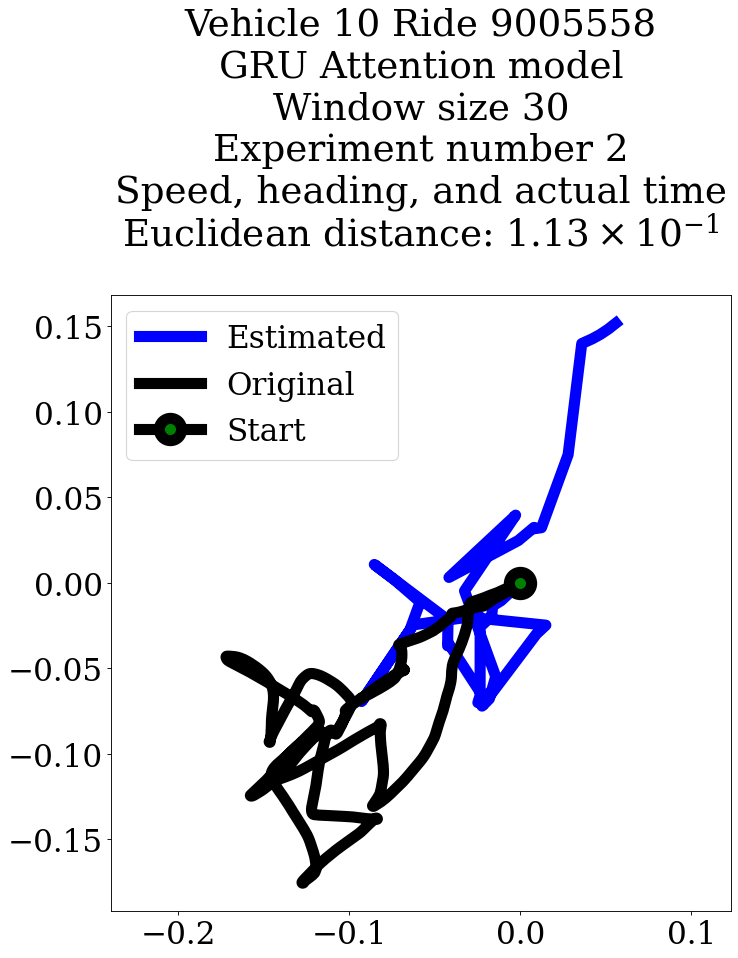 Vehicle 10 Ride 9005558
GRU Attention model
Window size 30
Experiment number 2
Speed, heading, and actual time
Euclidean distance: 1.13 × 10⁻¹
Estimated
Original
Start
0.15
0.10
0.05
0.00
−0.05
−0.10
−0.15
−0.2 −0.1 0.0 0.1